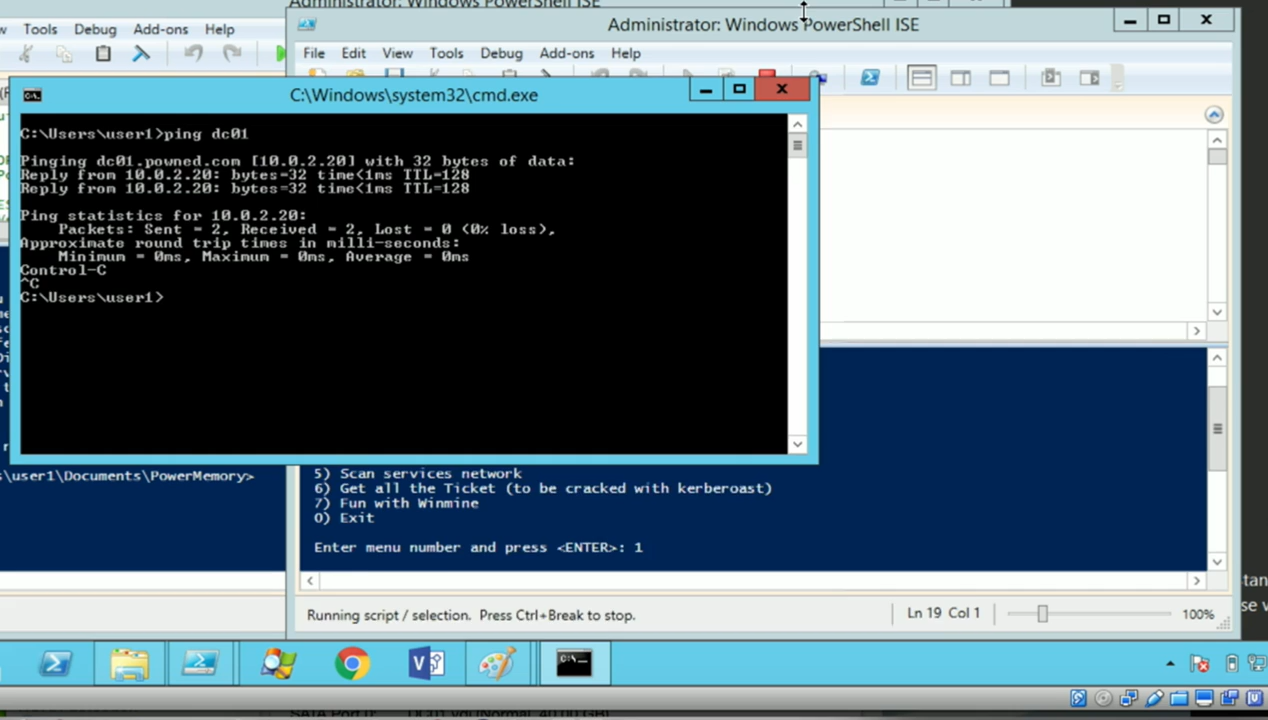 Administrator: Windows PowerShell ISE
Tools Debug Add-ons Help
Administrator: Windows PowerShell ISE
File Edit View Tools Debug Add-ons Help
C:\Windows\system32\cmd.exe
C:\Users\user1>ping dc01
Pinging dc01.powned.com [10.0.2.20] with 32 bytes of data:
Reply from 10.0.2.20: bytes=32 time<1ms TTL=128
Reply from 10.0.2.20: bytes=32 time<1ms TTL=128
Ping statistics for 10.0.2.20:
Packets: Sent = 2, Received = 2, Lost = 0 (0% loss),
Approximate round trip times in milli-seconds:
Minimum = 0ms, Maximum = 0ms, Average = 0ms
Control-C
^C
C:\Users\user1>
s\user1\Documents\PowerMemory>
5) Scan services network
6) Get all the Ticket (to be cracked with kerberoast)
7) Fun with Winmine
0) Exit
Enter menu number and press <ENTER>: 1
Running script / selection. Press Ctrl+Break to stop.
Ln 19 Col 1
100%